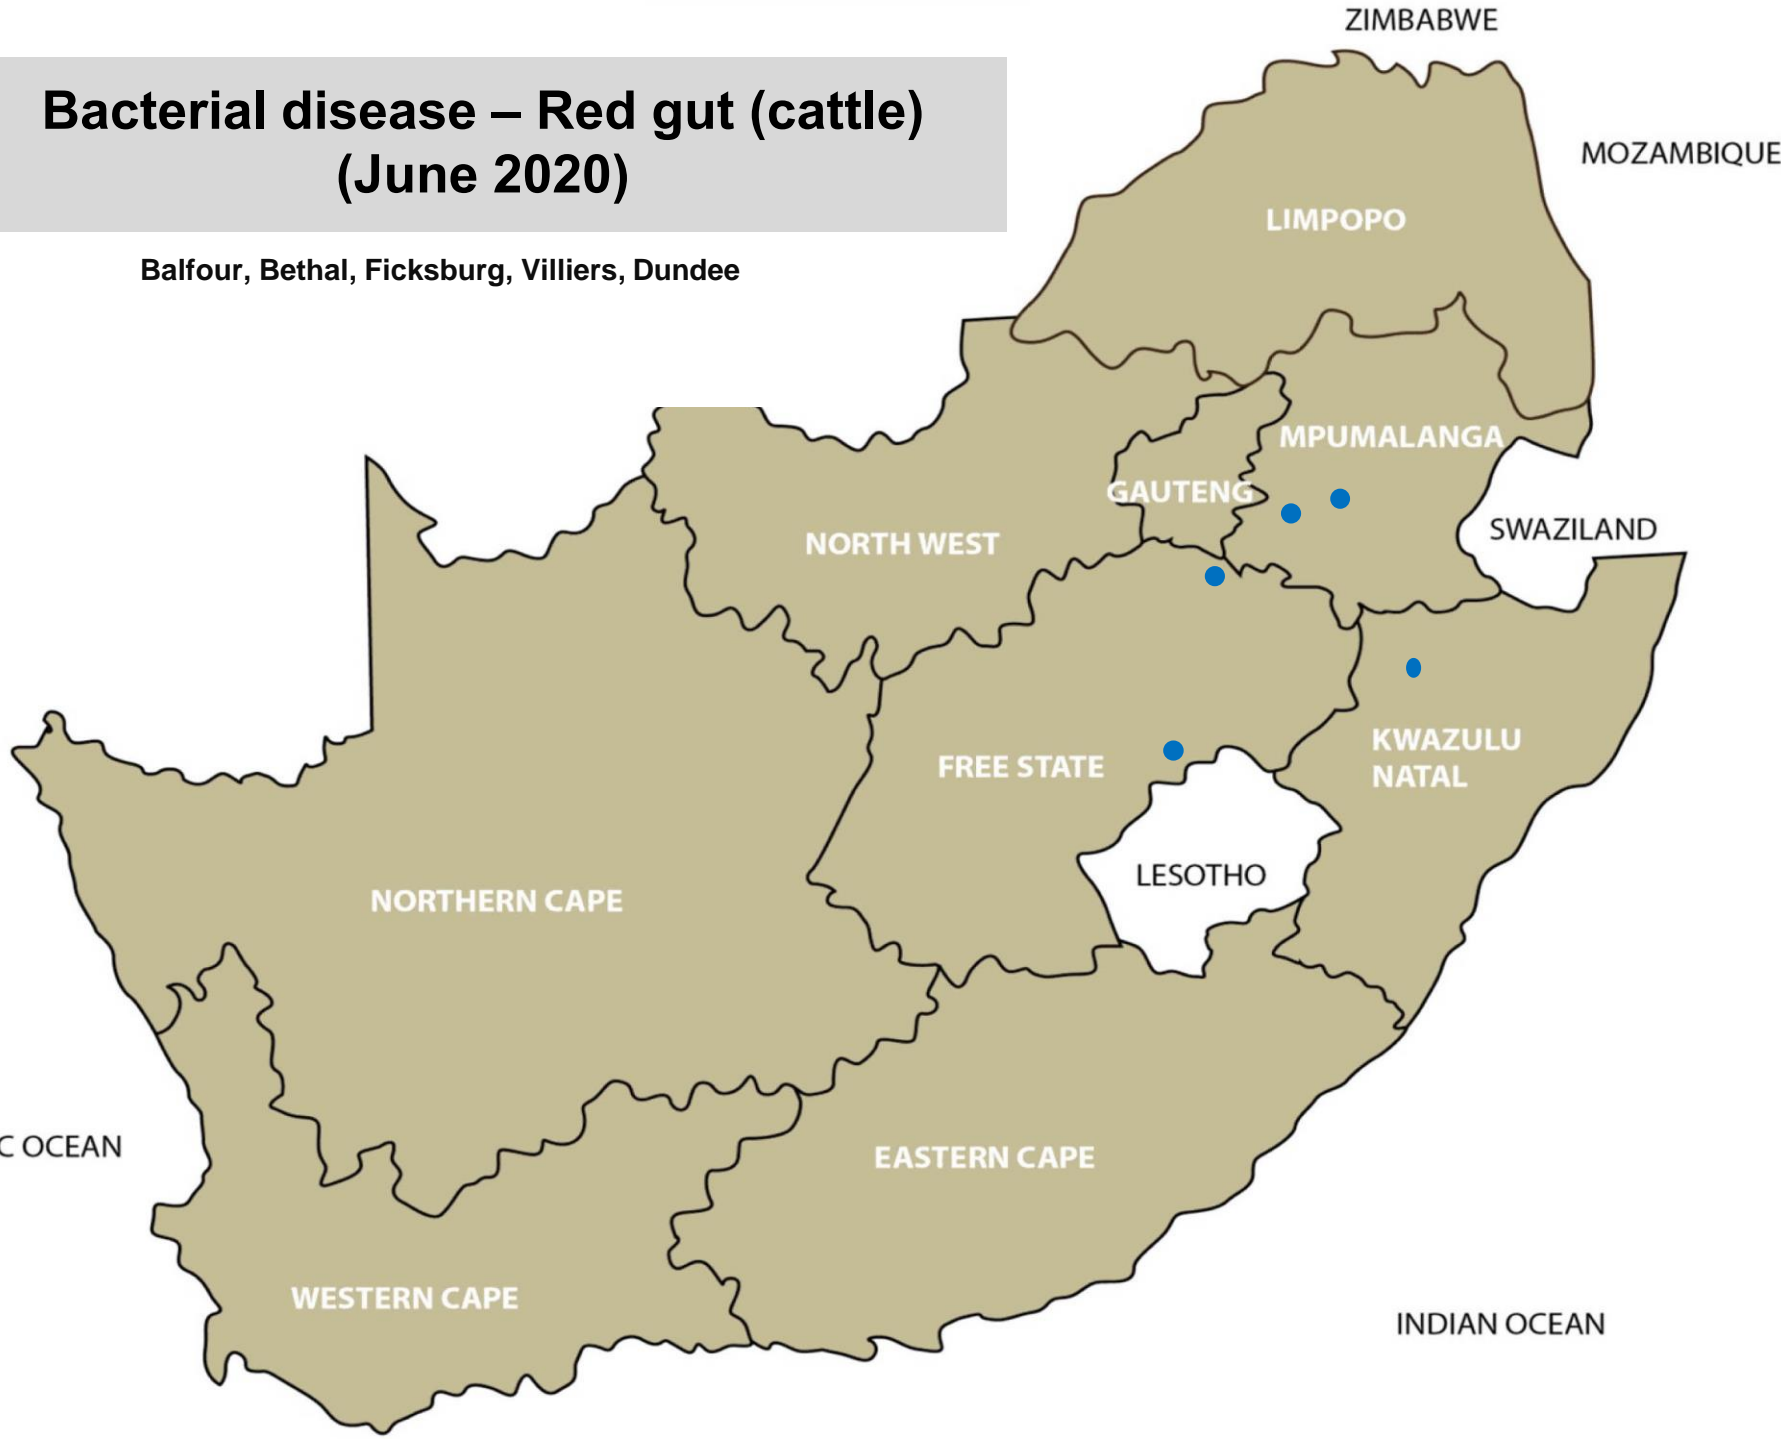 ZIMBABWE
Bacterial disease – Red gut (cattle)
(June 2020)
MOZAMBIQUE
LIMPOPO
Balfour, Bethal, Ficksburg, Villiers, Dundee
MPUMALANGA
GAUTENG
SWAZILAND
NORTH WEST
KWAZULU
NATAL
FREE STATE
LESOTHO
NORTHERN CAPE
C OCEAN
EASTERN CAPE
WESTERN CAPE
INDIAN OCEAN